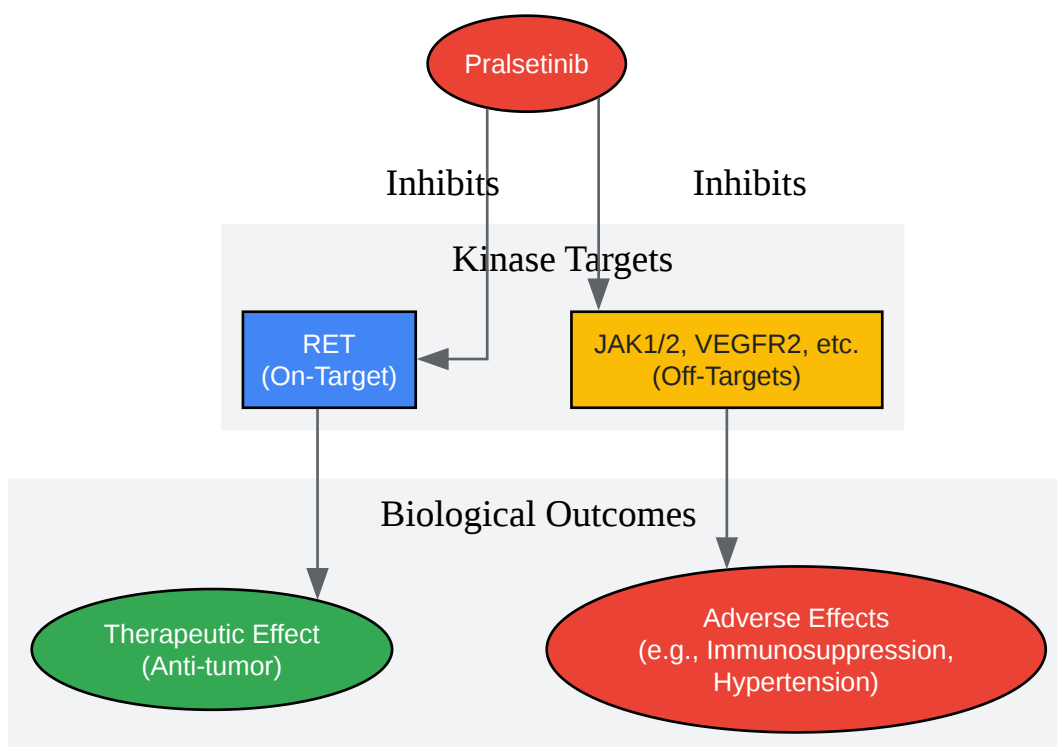 Pralsetinib
Inhibits
Inhibits
Kinase Targets
RET
(On-Target)
JAK1/2, VEGFR2, etc.
(Off-Targets)
Biological Outcomes
Therapeutic Effect
(Anti-tumor)
Adverse Effects
(e.g., Immunosuppression,
Hypertension)